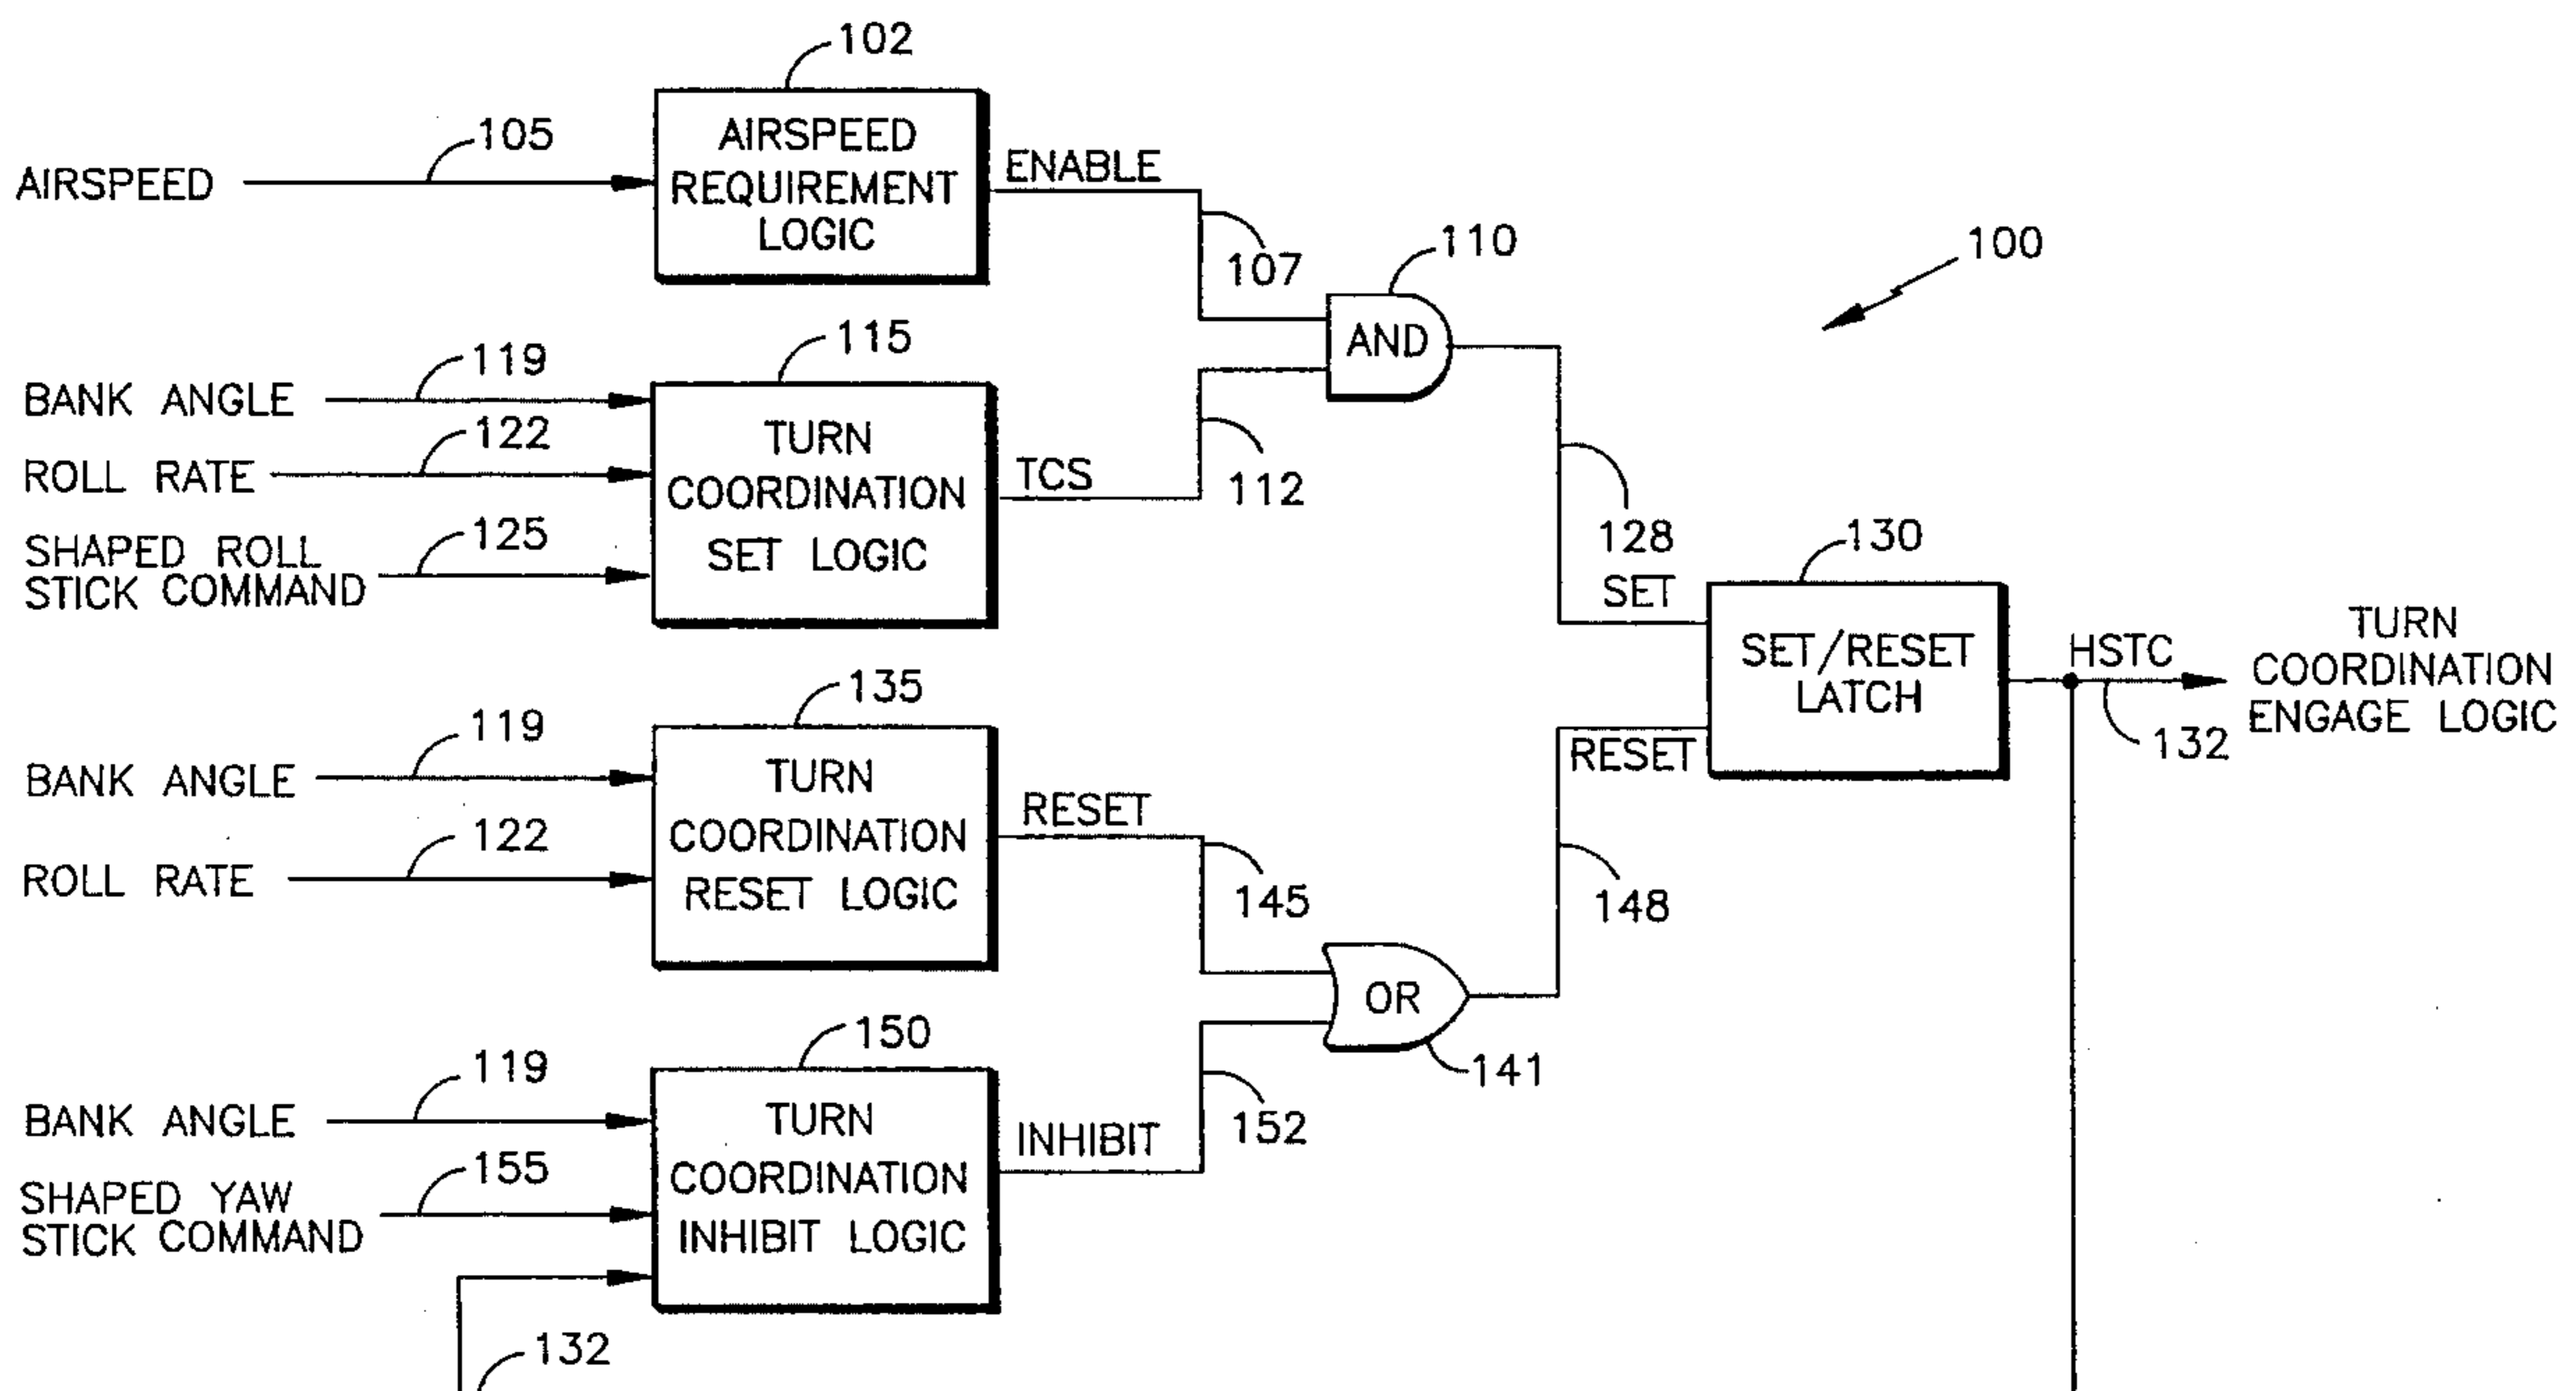 102
AIRSPEED
105
AIRSPEED
REQUIREMENT
LOGIC
ENABLE
107
110
AND
100
115
BANK ANGLE
119
ROLL RATE
122
SHAPED ROLL
STICK COMMAND
125
TURN
COORDINATION
SET LOGIC
TCS
112
128
SET
130
SET/RESET
LATCH
HSTC
132
TURN
COORDINATION
ENGAGE LOGIC
135
BANK ANGLE
119
ROLL RATE
122
TURN
COORDINATION
RESET LOGIC
RESET
145
RESET
148
OR
141
150
BANK ANGLE
119
SHAPED YAW
STICK COMMAND
155
TURN
COORDINATION
INHIBIT LOGIC
INHIBIT
152
132